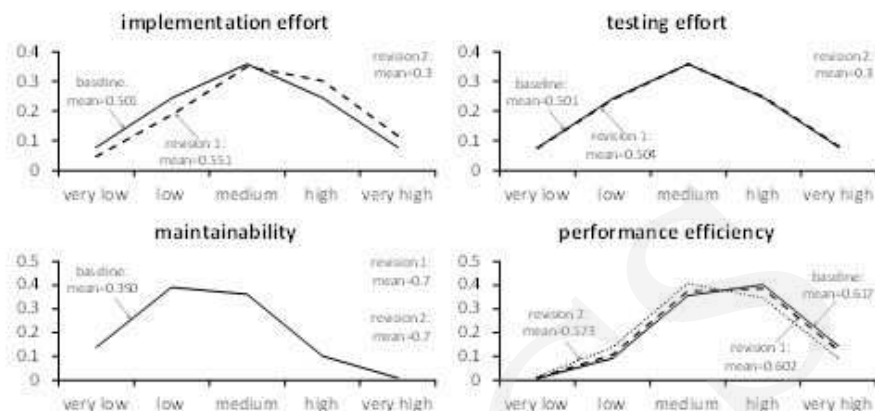 implementation effort
0.4
0.3
0.2
0.1
0
baseline:
mean=0.501
revision 1:
mean=0.551
revision 2:
mean=0.3
very low low medium high very high
testing effort
0.4
0.3
0.2
0.1
0
baseline:
mean=0.501
revision 1:
mean=0.504
revision 2:
mean=0.3
very low low medium high very high
maintainability
0.5
0.4
0.3
0.2
0.1
0
baseline:
mean=0.350
revision 1:
mean=0.7
revision 2:
mean=0.7
very low low medium high very high
performance efficiency
0.5
0.4
0.3
0.2
0.1
0
revision 2:
mean=0.573
baseline:
mean=0.617
revision 1:
mean=0.602
very low low medium high very high